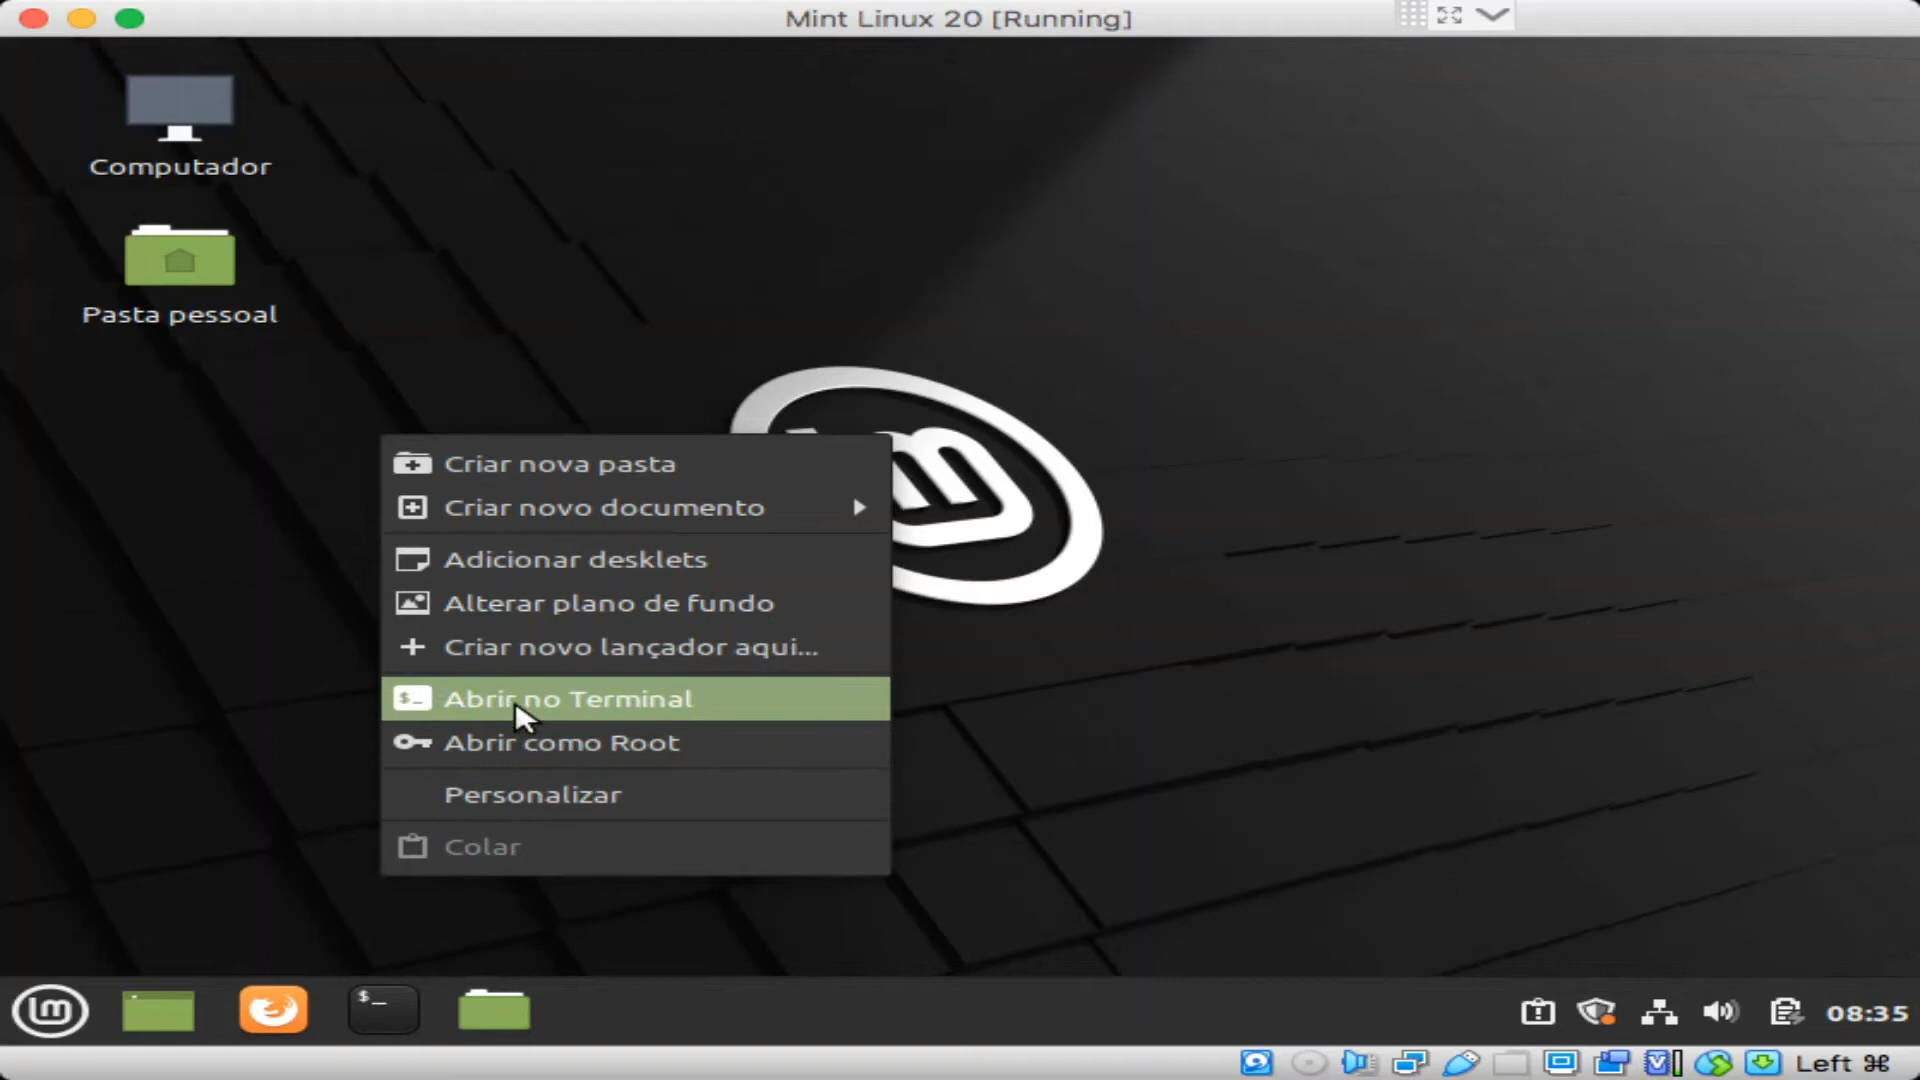 Mint Linux 20 [Running]
Computador
Pasta pessoal
Criar nova pasta
Criar novo documento
Adicionar desklets
Alterar plano de fundo
Criar novo lançador aqui...
$_ Abrir no Terminal
Abrir como Root
Personalizar
Colar
lm
$_
08:35
Left ⌘